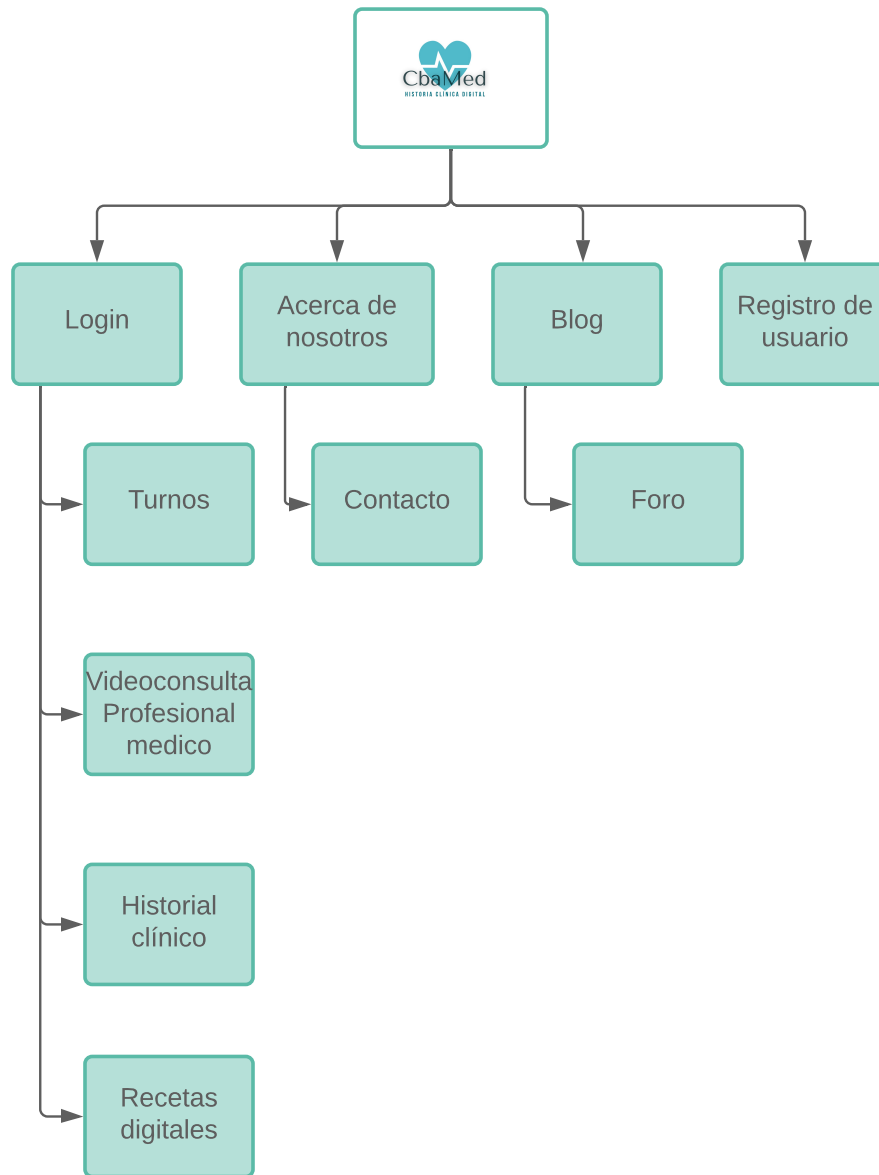 CbaMed
HISTORIA CLÍNICA DIGITAL
Login
Acerca de
nosotros
Blog
Registro de
usuario
Turnos
Contacto
Foro
Videoconsulta
Profesional
medico
Historial
clínico
Recetas
digitales